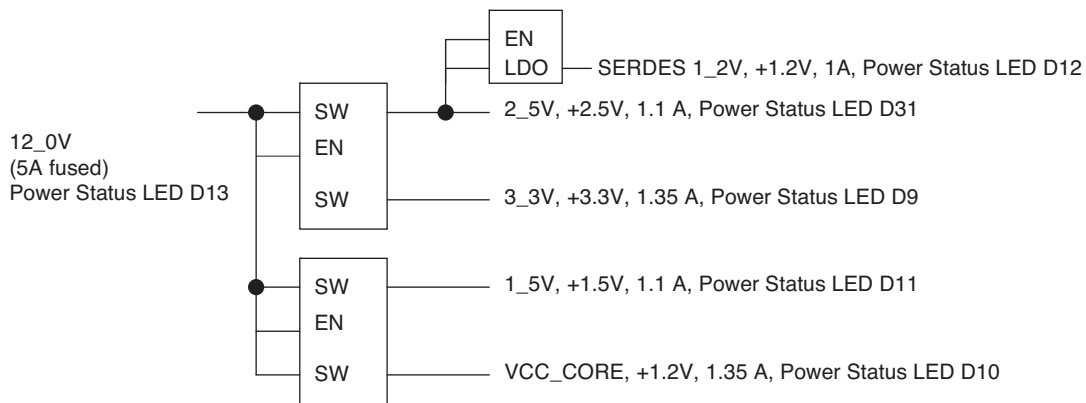 EN
LDO
SERDES 1_2V, +1.2V, 1A, Power Status LED D12
SW
2_5V, +2.5V, 1.1 A, Power Status LED D31
12_0V
(5A fused)
Power Status LED D13
EN
SW
3_3V, +3.3V, 1.35 A, Power Status LED D9
SW
1_5V, +1.5V, 1.1 A, Power Status LED D11
EN
SW
VCC_CORE, +1.2V, 1.35 A, Power Status LED D10